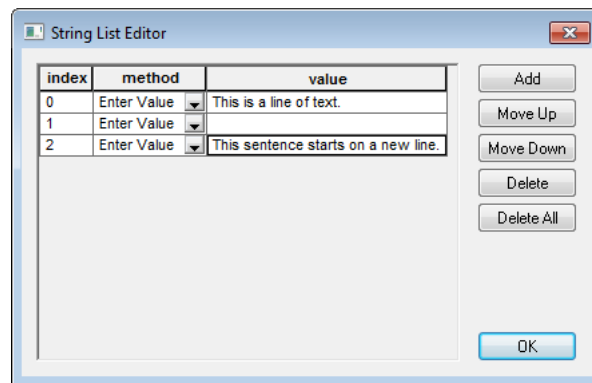 String List Editor
index method value
0 Enter Value This is a line of text.
1 Enter Value
2 Enter Value This sentence starts on a new line.
Add
Move Up
Move Down
Delete
Delete All
OK